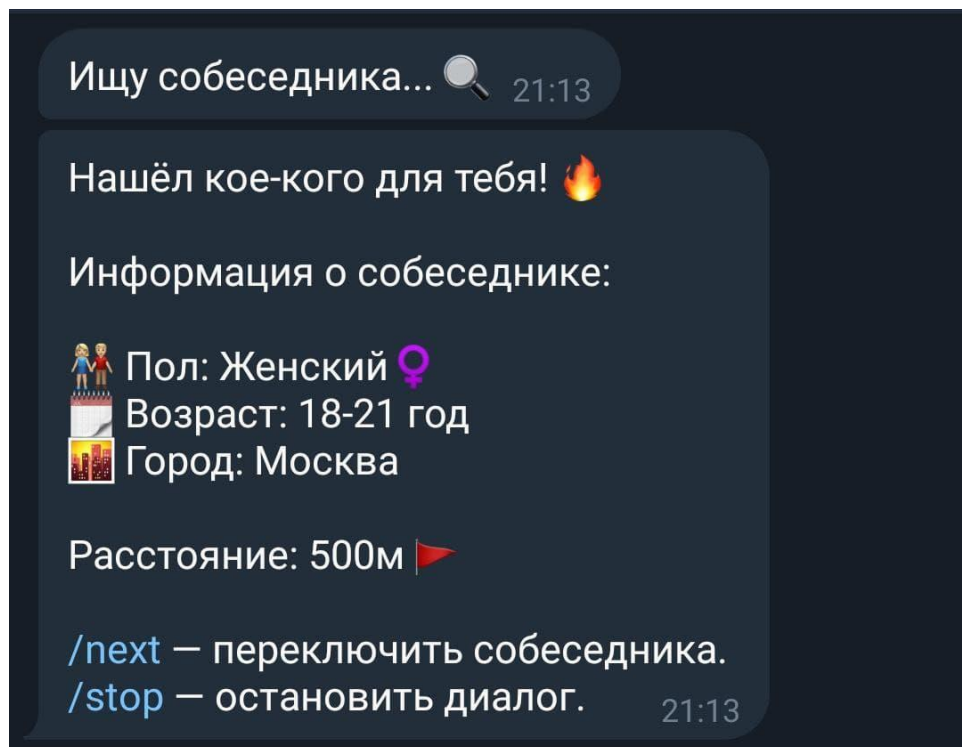 Ищу собеседника... 🔍 21:13
Нашёл кое-кого для тебя! 🔥
Информация о собеседнике:
👫 Пол: Женский ♀
🗓 Возраст: 18-21 год
🌇 Город: Москва
Расстояние: 500м 🚩
/next — переключить собеседника.
/stop — остановить диалог. 21:13